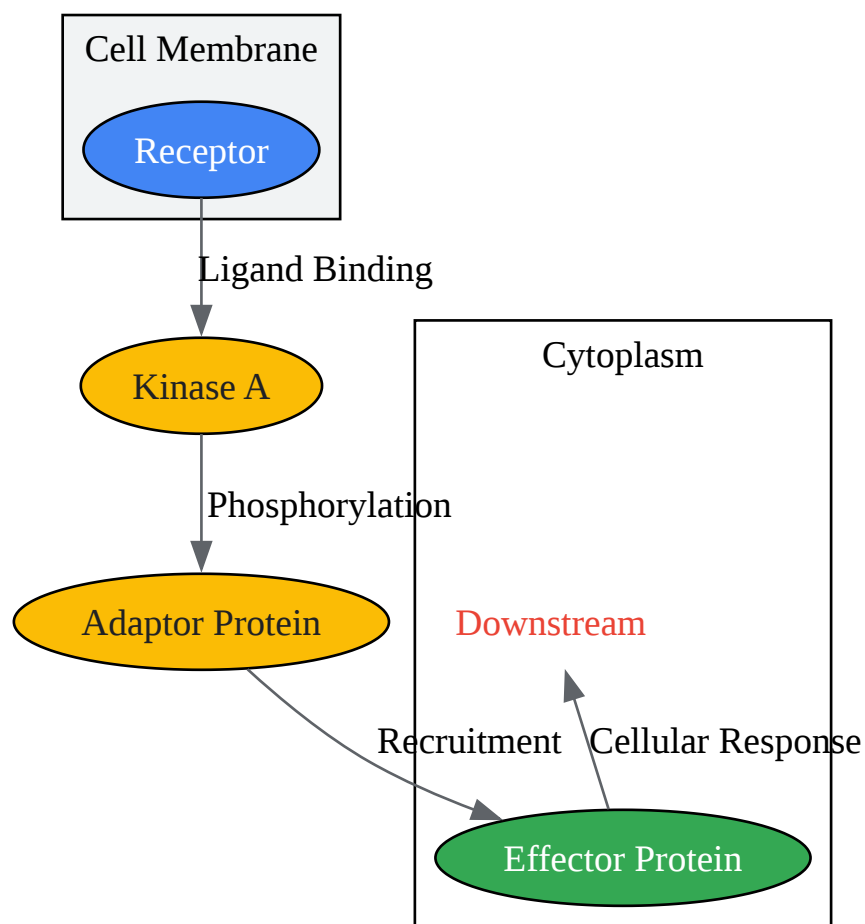 Cell Membrane
Receptor
Ligand Binding
Cytoplasm
Kinase A
Phosphorylation
Adaptor Protein
Downstream
Recruitment
Cellular Response
Effector Protein